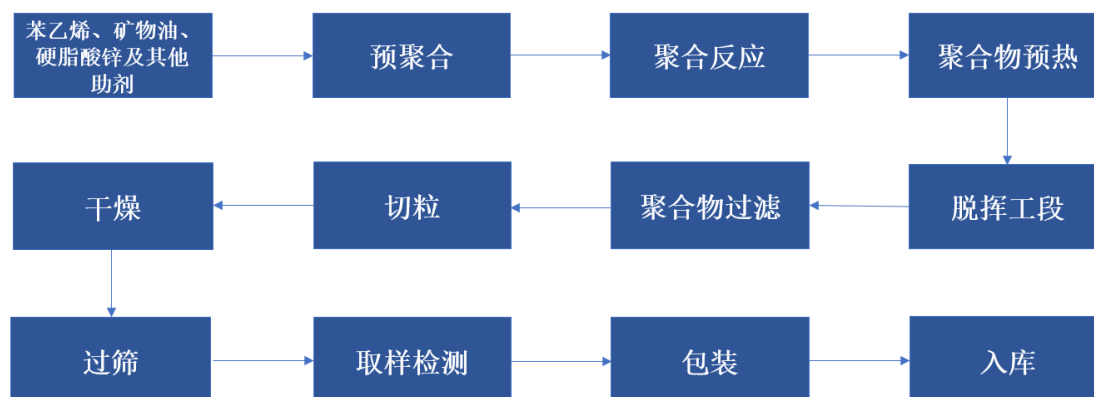 苯乙烯、矿物油、
硬脂酸锌及其他
助剂
预聚合
聚合反应
聚合物预热
脱挥工段
聚合物过滤
切粒
干燥
过筛
取样检测
包装
入库